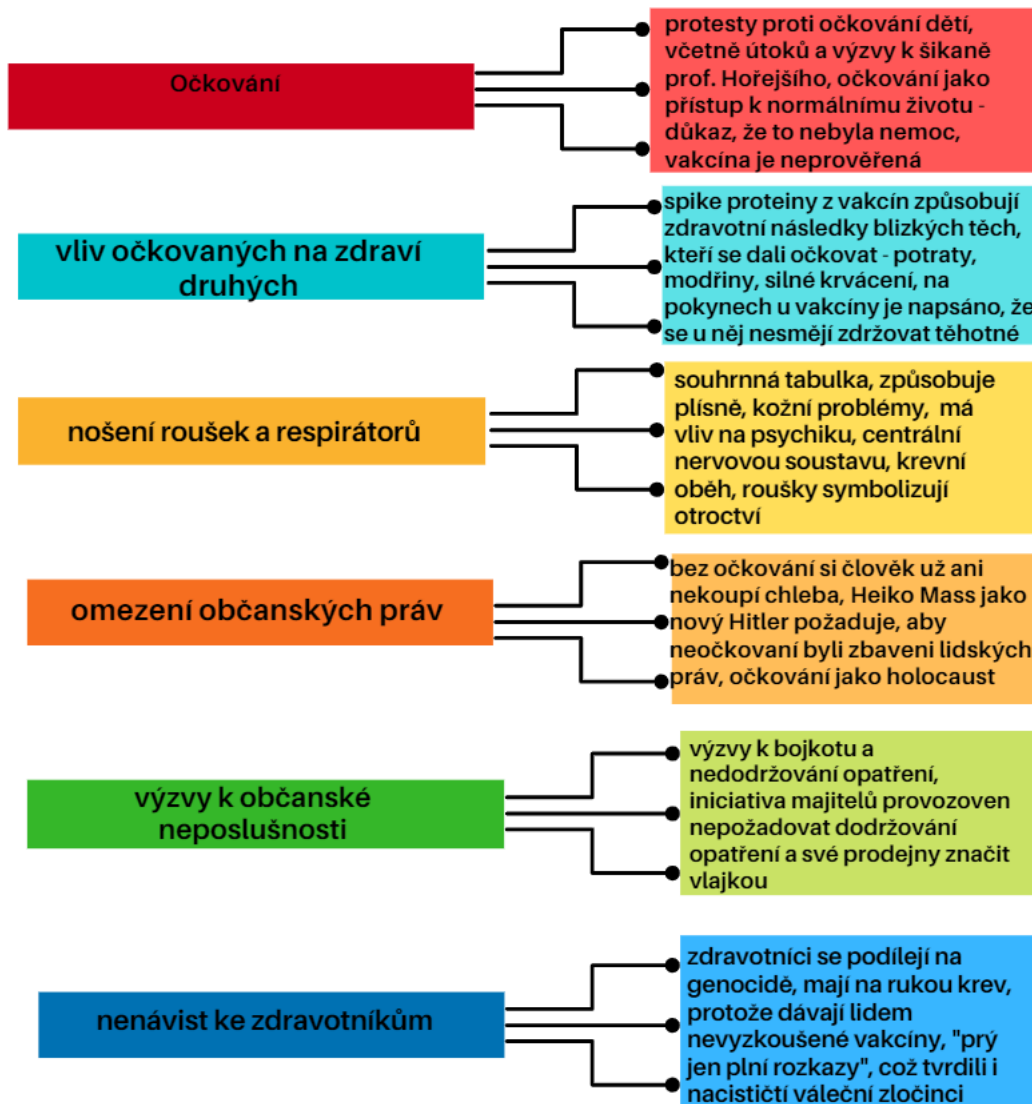 Očkování
protesty proti očkování dětí,
včetně útoků a výzvy k šikaně
prof. Hořejšího, očkování jako
přístup k normálnímu životu -
důkaz, že to nebyla nemoc,
vakcína je neprověřená
vliv očkovaných na zdraví
druhých
spike proteiny z vakcín způsobují
zdravotní následky blizkých těch,
kteří se dali očkovat - potraty,
modřiny, silné krvácení, na
pokynech u vakcíny je napsáno, že
se u něj nesmějí zdržovat těhotné
nošení roušek a respirátorů
souhrnná tabulka, způsobuje
plísně, kožní problémy, má
vliv na psychiku, centrální
nervovou soustavu, krevní
oběh, roušky symbolizují
otroctví
omezení občanských práv
bez očkování si člověk už ani
nekoupí chleba, Heiko Mass jako
nový Hitler požaduje, aby
neočkovaní byli zbaveni lidských
práv, očkování jako holocaust
výzvy k občanské
neposlušnosti
výzvy k bojkotu a
nedodržování opatření,
iniciativa majitelů provozoven
nepožadovat dodržování
opatření a své prodejny značit
vlajkou
nenávist ke zdravotníkům
zdravotníci se podílejí na
genocidě, mají na rukou krev,
protože dávají lidem
nevyzkoušené vakcíny, "prý
jen plní rozkazy", což tvrdili i
nacističtí váleční zločinci